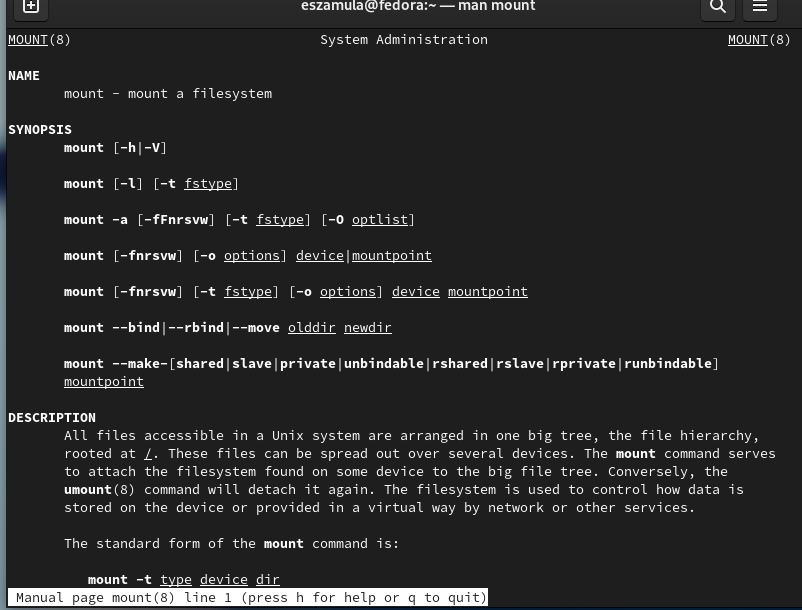 eszamula@fedora:~ — man mount
MOUNT(8) System Administration MOUNT(8)
NAME
mount - mount a filesystem
SYNOPSIS
mount [-h|-V]
mount [-l] [-t fstype]
mount -a [-fFnrsvw] [-t fstype] [-O optlist]
mount [-fnrsvw] [-o options] device|mountpoint
mount [-fnrsvw] [-t fstype] [-o options] device mountpoint
mount --bind|--rbind|--move olddir newdir
mount --make-[shared|slave|private|unbindable|rshared|rslave|rprivate|runbindable]
mountpoint
DESCRIPTION
All files accessible in a Unix system are arranged in one big tree, the file hierarchy,
rooted at /. These files can be spread out over several devices. The mount command serves
to attach the filesystem found on some device to the big file tree. Conversely, the
umount(8) command will detach it again. The filesystem is used to control how data is
stored on the device or provided in a virtual way by network or other services.
The standard form of the mount command is:
mount -t type device dir
Manual page mount(8) line 1 (press h for help or q to quit)